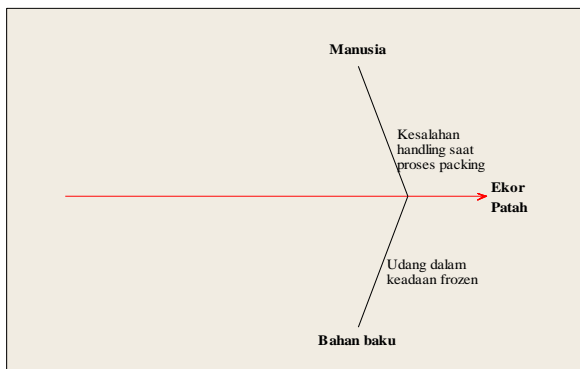 Manusia
Kesalahan
handling saat
proses packing
Ekor
Patah
Udang dalam
keadaan frozen
Bahan baku